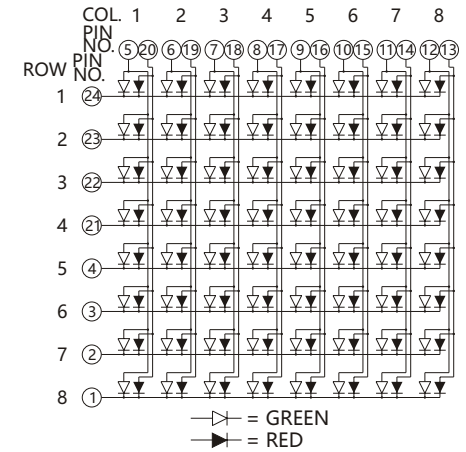 COL. 1 2 3 4 5 6 7 8
PIN
NO. 5 20 6 19 7 18 8 17 9 16 10 15 11 14 12 13
ROW PIN
NO.
1 24
2 23
3 22
4 21
5 4
6 3
7 2
8 1
= GREEN
= RED